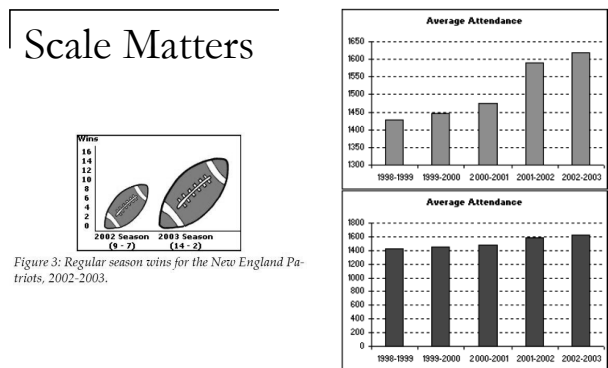 Scale Matters
Wins
16
14
12
10
8
6
4
2
0
2002 Season 2003 Season
(9 - 7) (14 - 2)
Figure 3: Regular season wins for the New England Pa-
triots, 2002-2003.
Average Attendance
1650
1600
1550
1500
1450
1400
1350
1300
1998-1999 1999-2000 2000-2001 2001-2002 2002-2003
Average Attendance
1800
1600
1400
1200
1000
800
600
400
200
0
1998-1999 1999-2000 2000-2001 2001-2002 2002-2003